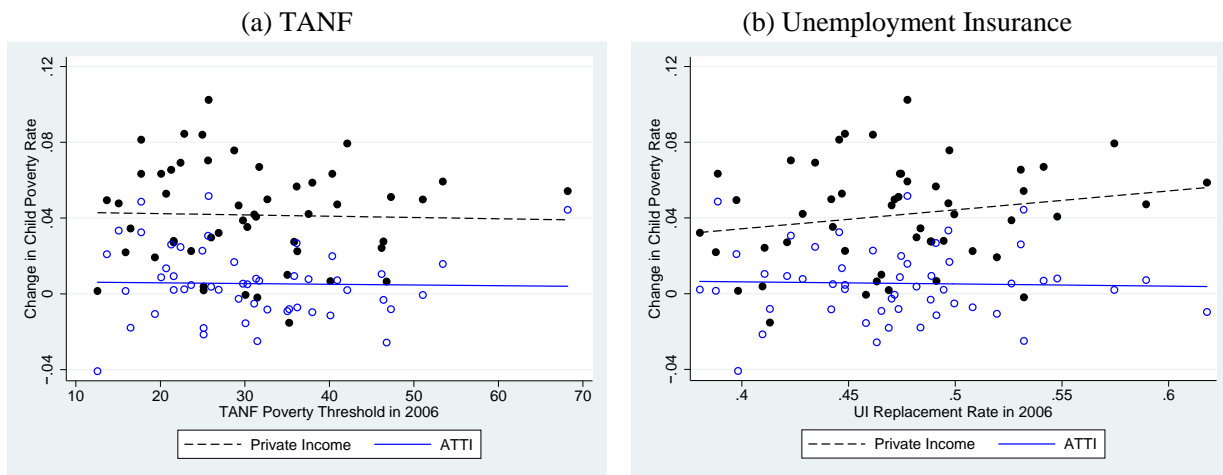 (a) TANF
Change in Child Poverty Rate
.12
.08
.04
0
-.04
10 20 30 40 50 60 70
TANF Poverty Threshold in 2006
Private Income ATTI
(b) Unemployment Insurance
Change in Child Poverty Rate
.12
.08
.04
0
-.04
.4 .45 .5 .55 .6
UI Replacement Rate in 2006
Private Income ATTI